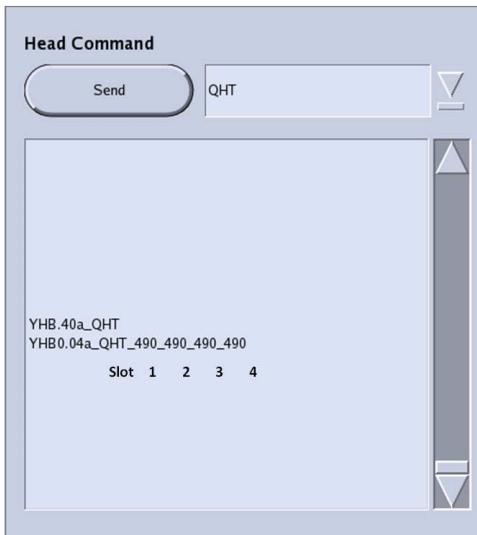 Head Command
Send QHT
YHB.40a_QHT
YHB0.04a_QHT_490_490_490_490
Slot 1 2 3 4